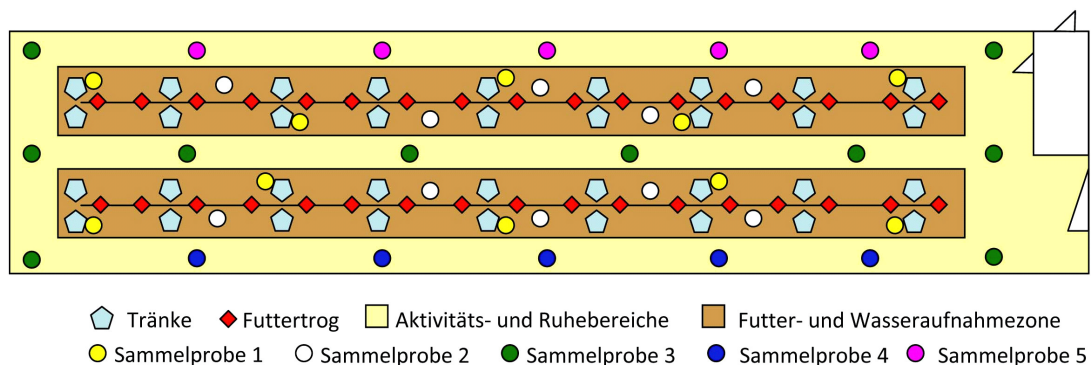 Tränke Futtertrog Aktivitäts- und Ruhebereiche Futter- und Wasseraufnahmezone
Sammelprobe 1 Sammelprobe 2 Sammelprobe 3 Sammelprobe 4 Sammelprobe 5